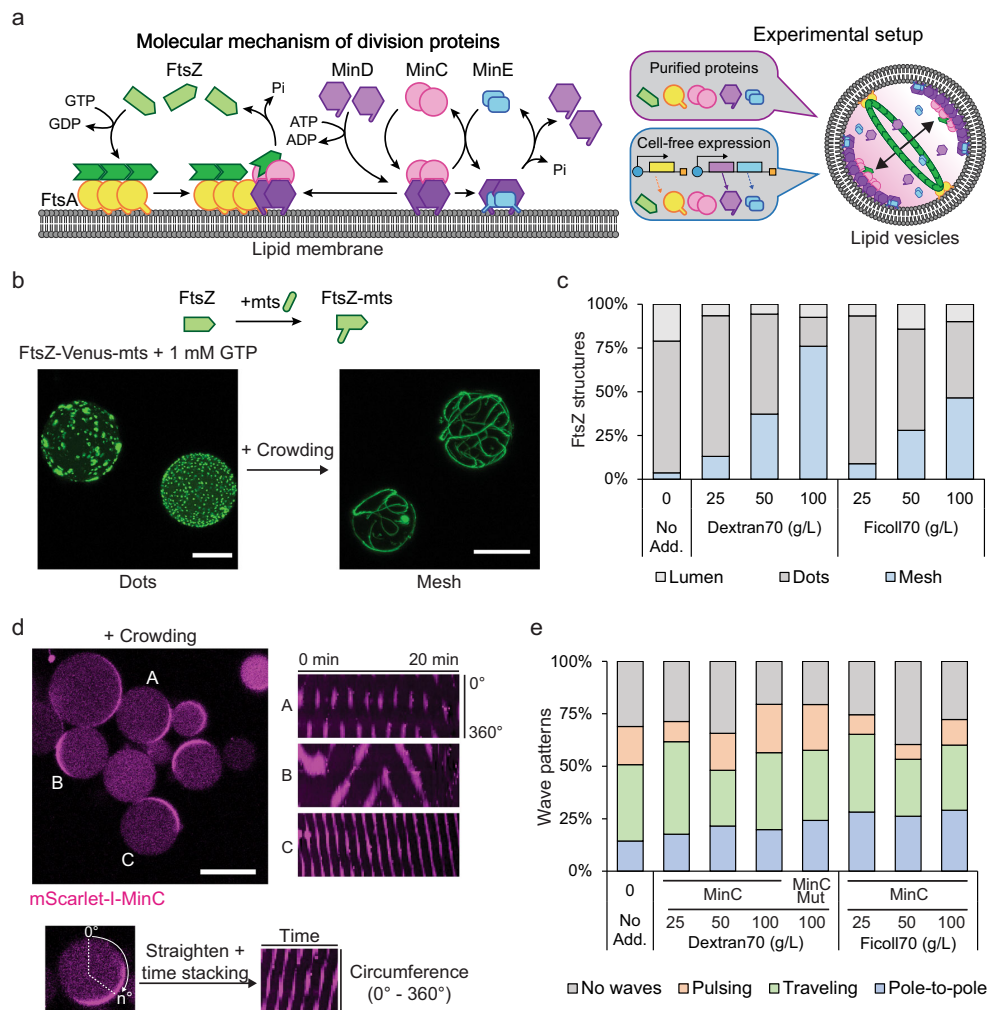 a
Molecular mechanism of division proteins
Experimental setup
FtsZ
MinD
MinC
MinE
GTP
GDP
Pi
ATP
ADP
Pi
FtsA
Lipid membrane
Purified proteins
Cell-free expression
Lipid vesicles
b
FtsZ
+mts
FtsZ-mts
FtsZ-Venus-mts + 1 mM GTP
+ Crowding
Dots
Mesh
c
FtsZ structures
100%
75%
50%
25%
0%
0
25
50
100
25
50
100
No
Add.
Dextran70 (g/L)
Ficoll70 (g/L)
Lumen
Dots
Mesh
d
+ Crowding
A
B
C
mScarlet-I-MinC
0 min
20 min
A
0°
360°
B
C
0°
n°
Straighten +
time stacking
Time
Circumference
(0° - 360°)
e
Wave patterns
100%
75%
50%
25%
0%
0
MinC
MinC
Mut
MinC
No
Add.
25
50
100
100
25
50
100
Dextran70 (g/L)
Ficoll70 (g/L)
No waves
Pulsing
Traveling
Pole-to-pole